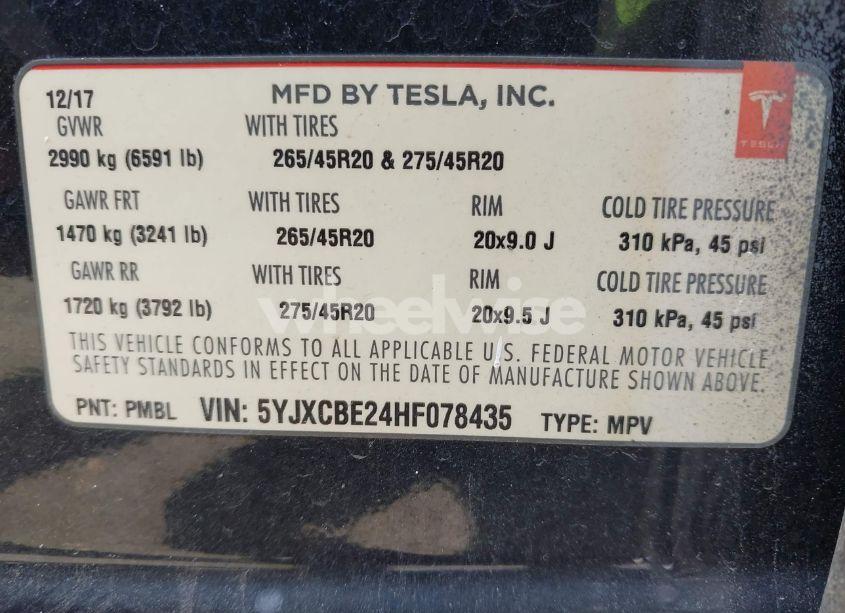 12/17 MFD BY TESLA, INC.
TESLA
GVWR WITH TIRES
2990 kg (6591 lb) 265/45R20 & 275/45R20
GAWR FRT WITH TIRES RIM COLD TIRE PRESSURE
1470 kg (3241 lb) 265/45R20 20x9.0 J 310 kPa, 45 psi
GAWR RR WITH TIRES RIM COLD TIRE PRESSURE
1720 kg (3792 lb) 275/45R20 20x9.5 J 310 kPa, 45 psi
wheelwise
THIS VEHICLE CONFORMS TO ALL APPLICABLE U.S. FEDERAL MOTOR VEHICLE
SAFETY STANDARDS IN EFFECT ON THE DATE OF MANUFACTURE SHOWN ABOVE.
PNT: PMBL VIN: 5YJXCBE24HF078435 TYPE: MPV